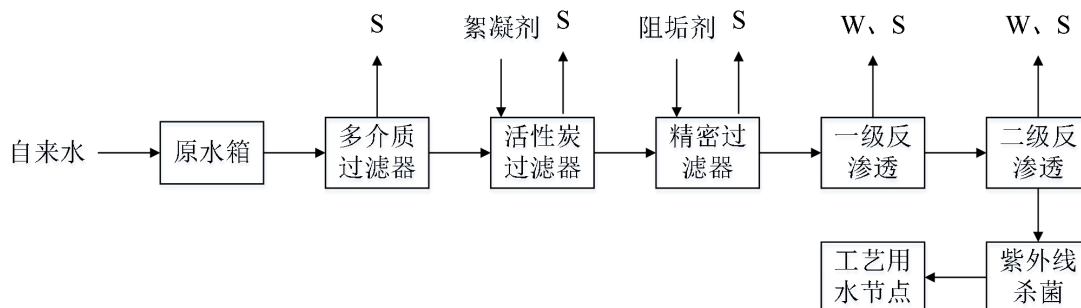 S
絮凝剂
S
阻垢剂
S
W、S
W、S
自来水
原水箱
多介质
过滤器
活性炭
过滤器
精密过
滤器
一级反
渗透
二级反
渗透
工艺用
水节点
紫外线
杀菌